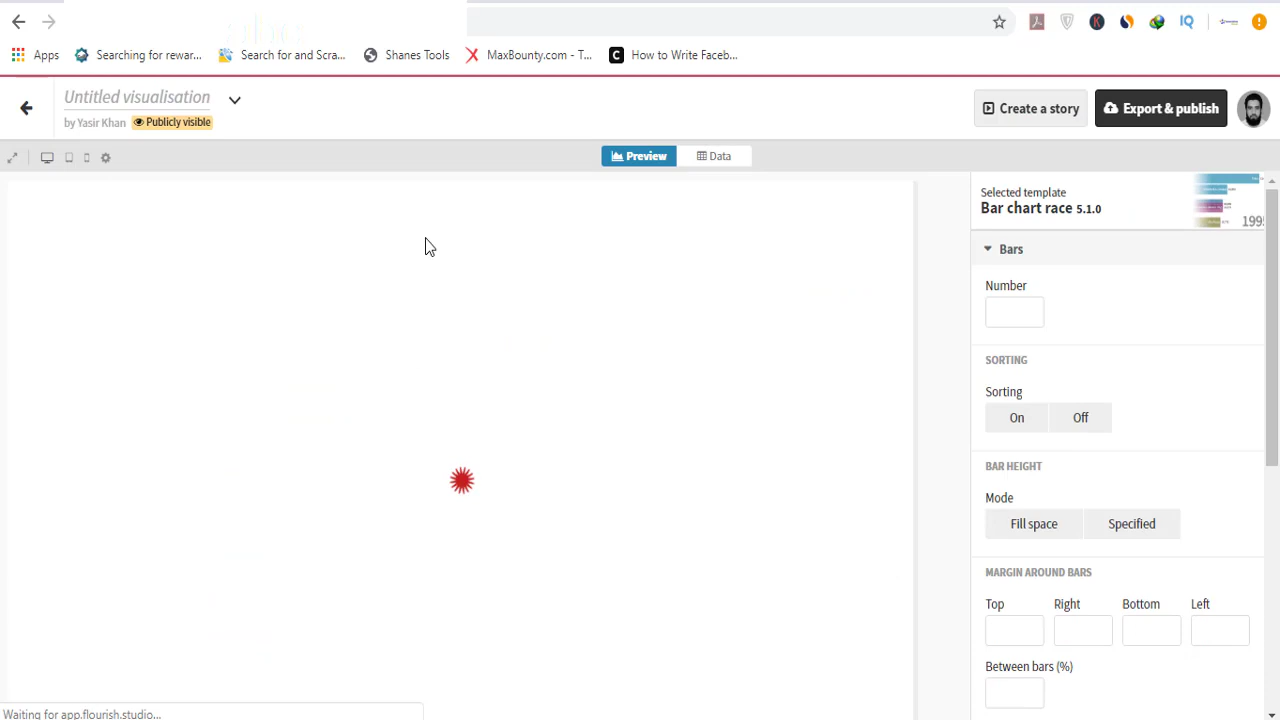 Apps Searching for rewar... Search for and Scra... Shanes Tools MaxBounty.com - T... How to Write Faceb...
Untitled visualisation
by Yasir Khan Publicly visible
Create a story Export & publish
Preview Data
Selected template
Bar chart race 5.1.0
1995
Bars
Number
SORTING
Sorting
On Off
BAR HEIGHT
Mode
Fill space Specified
MARGIN AROUND BARS
Top Right Bottom Left
Between bars (%)
Waiting for app.flourish.studio...